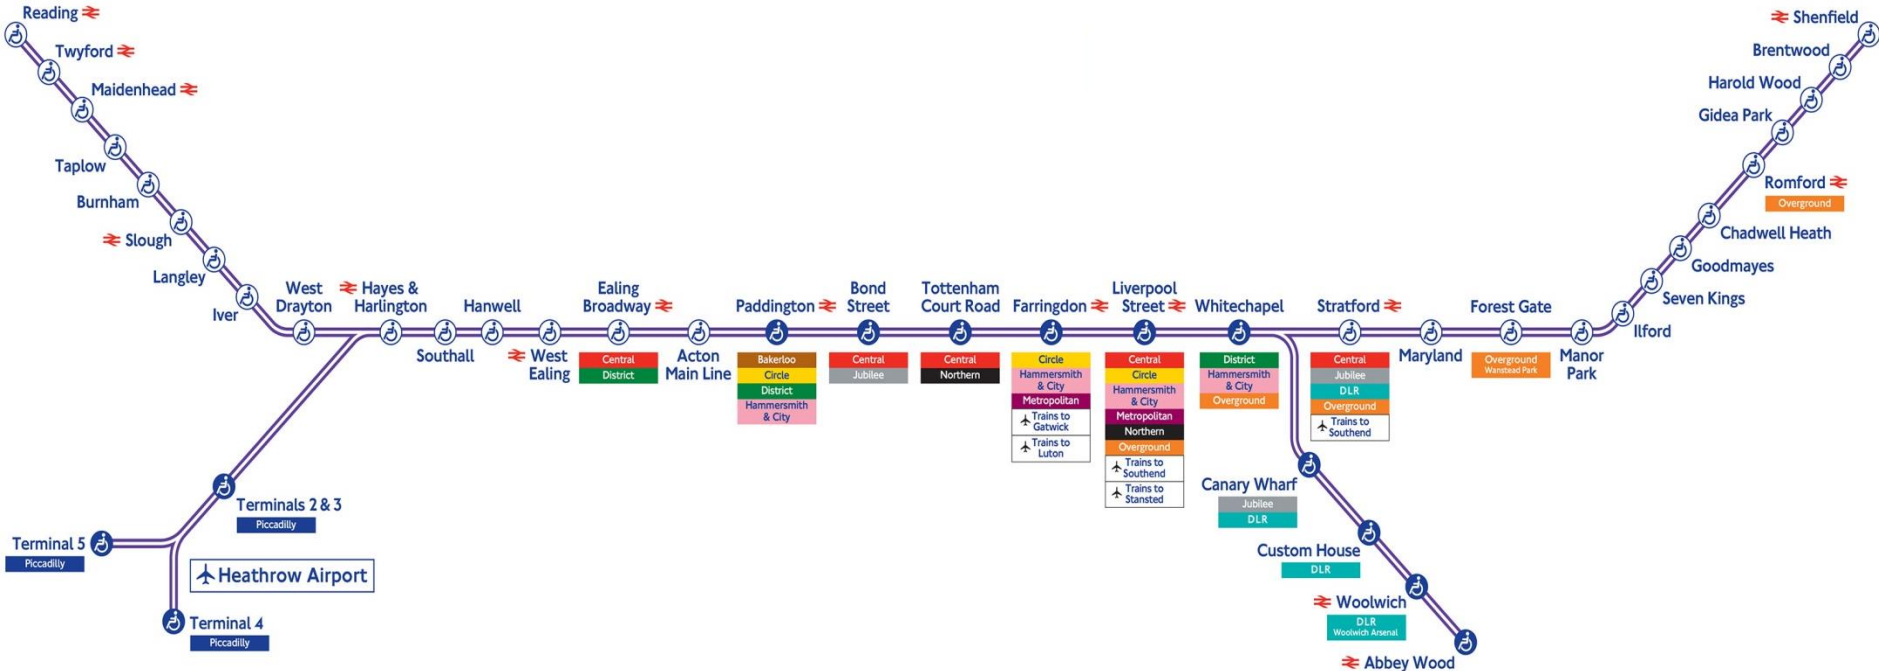 Reading
Twyford
Maidenhead
Taplow
Burnham
Slough
Langley
Iver
West
Drayton
Hayes &
Harlington
Southall
Hanwell
West
Ealing
Ealing
Broadway
Central
District
Acton
Main Line
Paddington
Bakerloo
Circle
District
Hammersmith
& City
Bond
Street
Central
Jubilee
Tottenham
Court Road
Central
Northern
Farringdon
Circle
Hammersmith
& City
Metropolitan
Trains to
Gatwick
Trains to
Luton
Liverpool
Street
Central
Circle
Hammersmith
& City
Metropolitan
Northern
Overground
Trains to
Southend
Trains to
Stansted
Whitechapel
District
Hammersmith
& City
Overground
Stratford
Central
Jubilee
DLR
Overground
Trains to
Southend
Maryland
Forest Gate
Overground
Wanstead Park
Manor
Park
Ilford
Seven Kings
Goodmayes
Chadwell Heath
Romford
Overground
Gidea Park
Harold Wood
Brentwood
Shenfield
Canary Wharf
Jubilee
DLR
Custom House
DLR
Woolwich
DLR
Woolwich Arsenal
Abbey Wood
Terminals 2 & 3
Piccadilly
Terminal 5
Piccadilly
Heathrow Airport
Terminal 4
Piccadilly